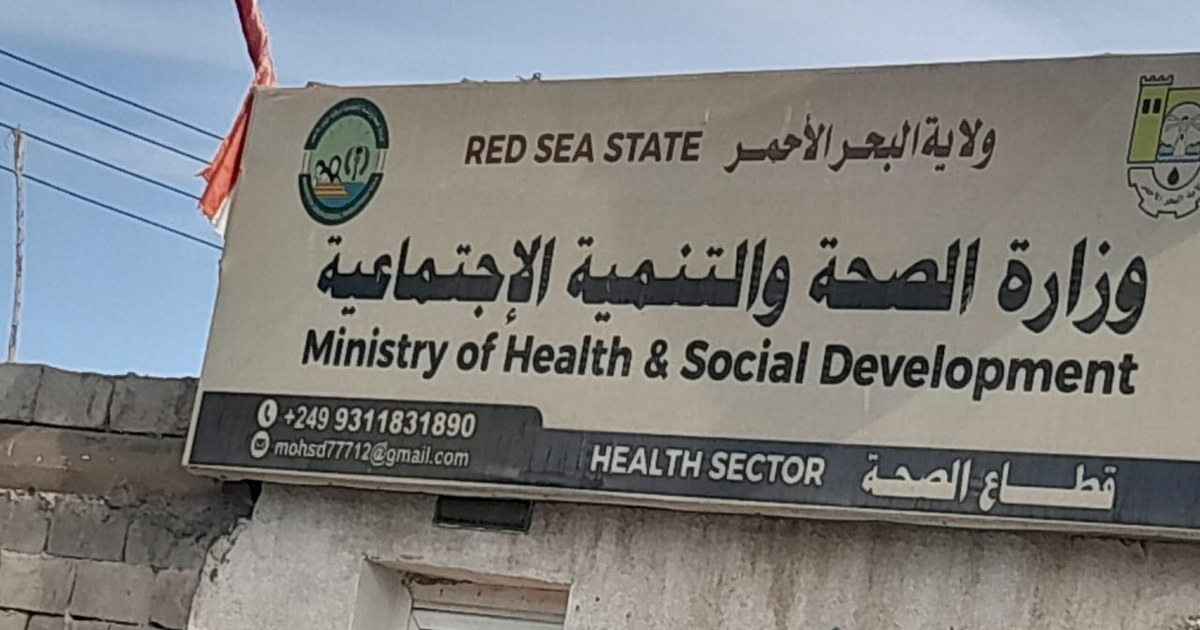 RED SEA STATE ولاية البحر الأحمر
وزارة الصحة والتنمية الإجتماعية
Ministry of Health & Social Development
+249 9311831890
mohsd77712@gmail.com
HEALTH SECTOR قطاع الصحة